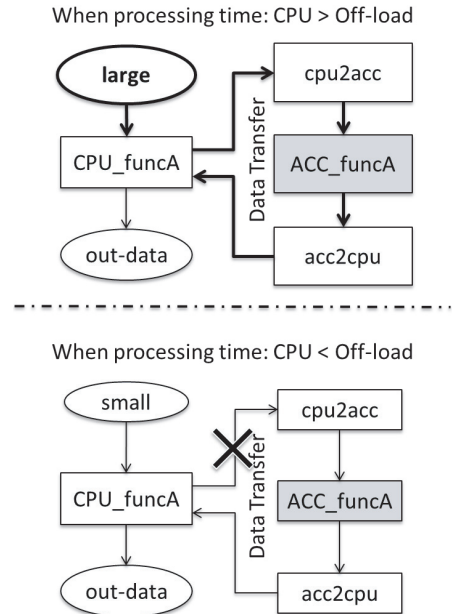 When processing time: CPU > Off-load
large
cpu2acc
CPU_funcA
Data Transfer
ACC_funcA
out-data
acc2cpu
When processing time: CPU < Off-load
small
cpu2acc
CPU_funcA
Data Transfer
ACC_funcA
out-data
acc2cpu